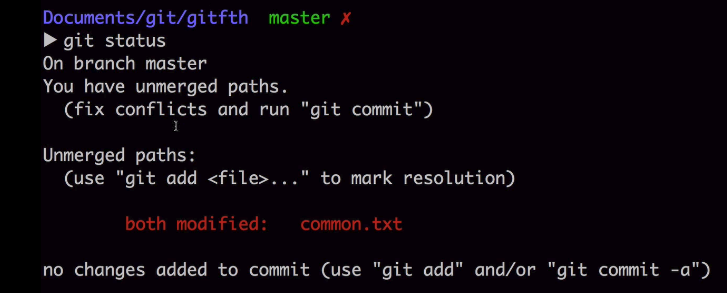 Documents/git/gitfth master ✗
▶ git status
On branch master
You have unmerged paths.
(fix conflicts and run "git commit")
Unmerged paths:
(use "git add <file>..." to mark resolution)
both modified: common.txt
no changes added to commit (use "git add" and/or "git commit -a")